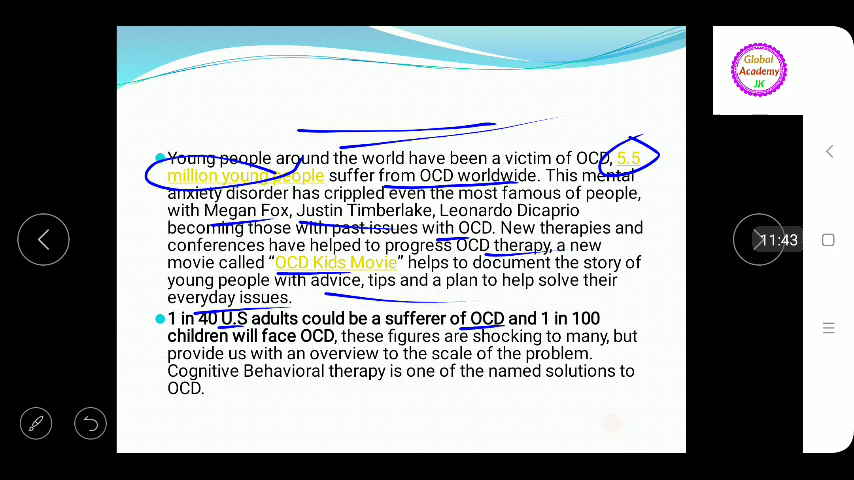 Global
Academy
JK
Young people around the world have been a victim of OCD, 5.5
million young people suffer from OCD worldwide. This mental
anxiety disorder has crippled even the most famous of people,
with Megan Fox, Justin Timberlake, Leonardo Dicaprio
becoming those with past issues with OCD. New therapies and
conferences have helped to progress OCD therapy, a new
movie called “OCD Kids Movie” helps to document the story of
young people with advice, tips and a plan to help solve their
everyday issues.
11:43
1 in 40 U.S adults could be a sufferer of OCD and 1 in 100
children will face OCD, these figures are shocking to many, but
provide us with an overview to the scale of the problem.
Cognitive Behavioral therapy is one of the named solutions to
OCD.